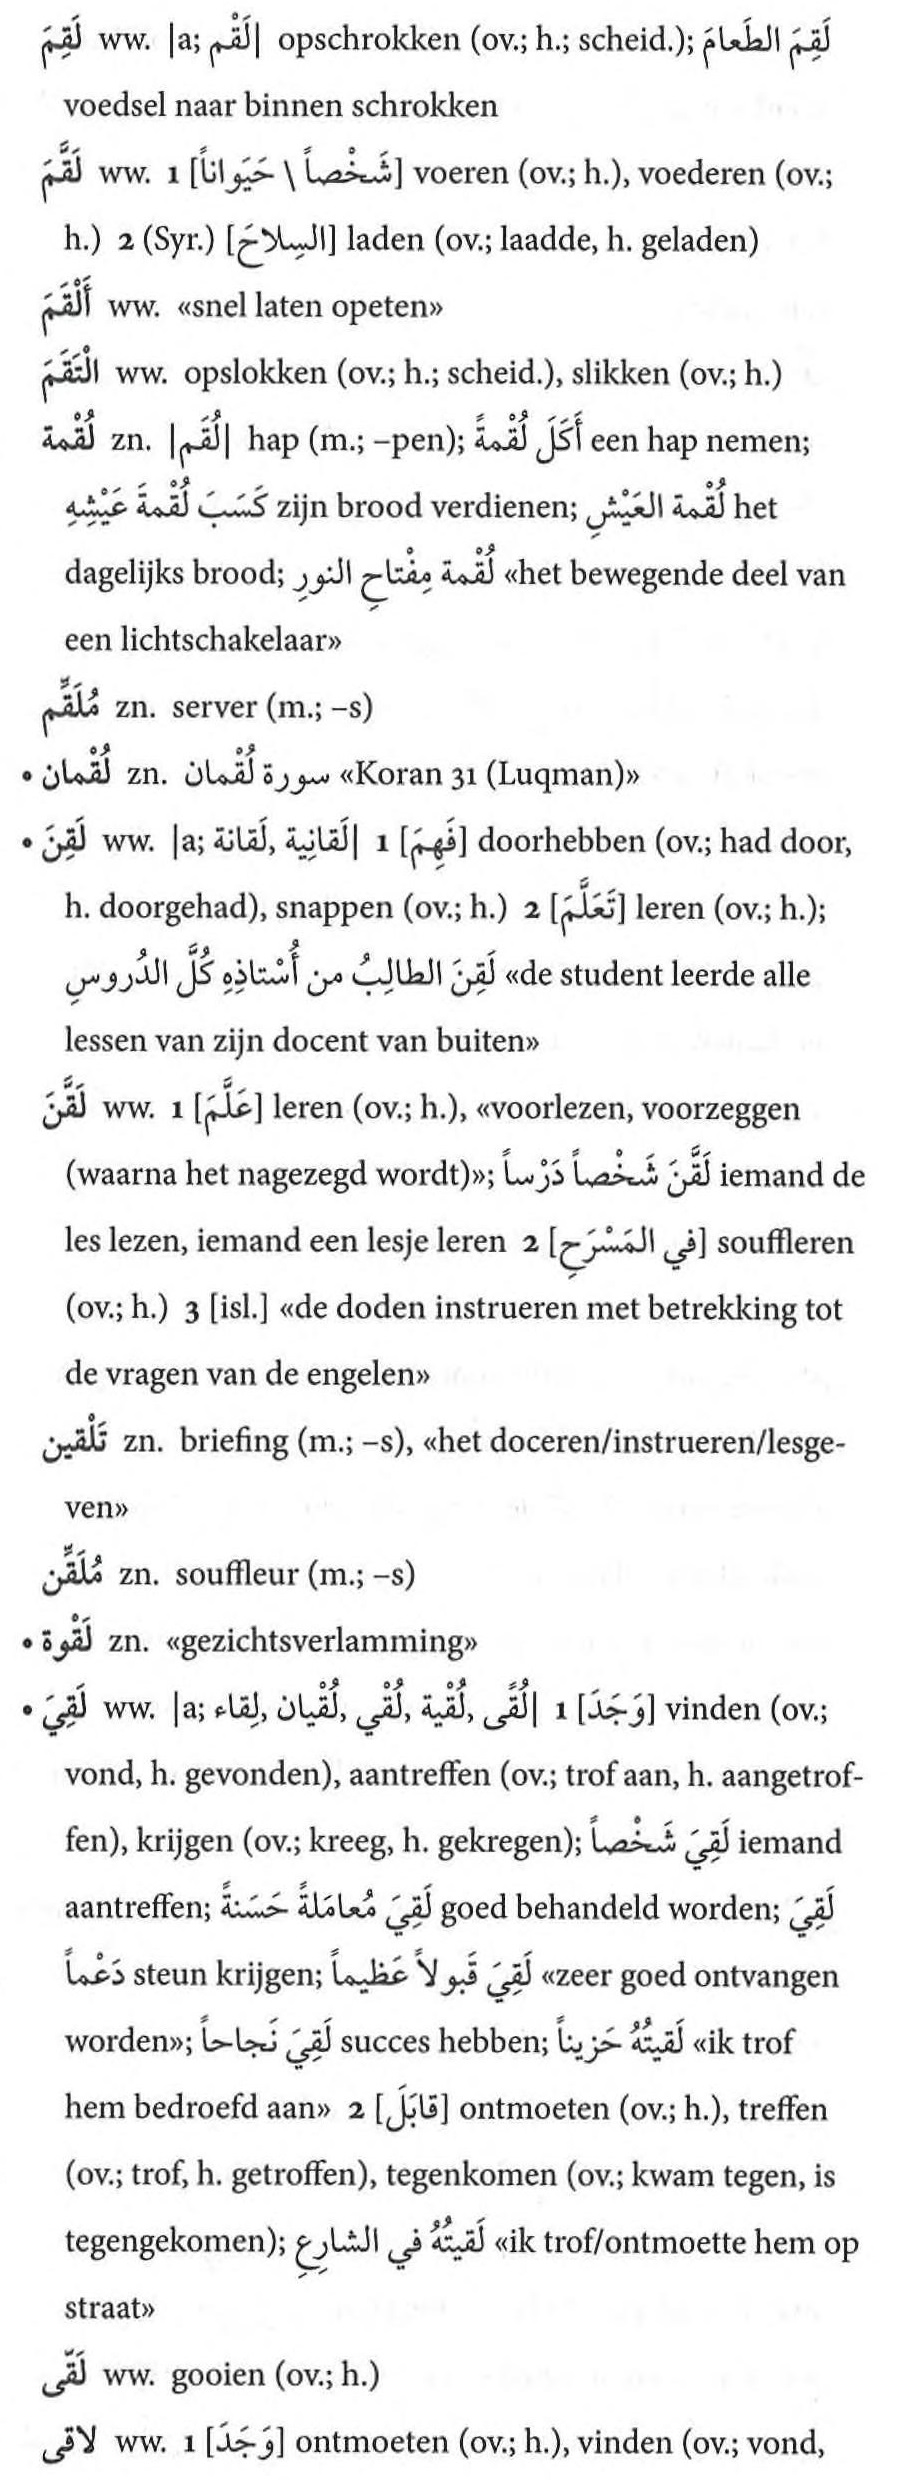 لَقِمَ ww. |a; لَقْم| opschrokken (ov.; h.; scheid.); لَقِمَ الطَعامَ
voedsel naar binnen schrokken
لَقَّمَ ww. 1 [شَخْصاً \ حَيَواناً] voeren (ov.; h.), voederen (ov.;
h.) 2 (Syr.) [السِلاحَ] laden (ov.; laadde, h. geladen)
أَلْقَمَ ww. «snel laten opeten»
الْتَقَمَ ww. opslokken (ov.; h.; scheid.), slikken (ov.; h.)
لُقْمة zn. |لُقَم| hap (m.; –pen); أَكَلَ لُقْمةً een hap nemen;
كَسَبَ لُقْمةَ عَيْشِهِ zijn brood verdienen; لُقْمة العَيْشِ het
dagelijks brood; لُقْمة مِفْتاحِ النورِ «het bewegende deel van
een lichtschakelaar»
مُلَقِّم zn. server (m.; –s)
• لُقْمان zn. سورة لُقْمان «Koran 31 (Luqman)»
• لَقِنَ ww. |a; لَقانة, لَقانِية| 1 [فَهِمَ] doorhebben (ov.; had door,
h. doorgehad), snappen (ov.; h.) 2 [تَعَلَّمَ] leren (ov.; h.);
لَقِنَ الطالِبُ من أُسْتاذِهِ كُلَّ الدُروسِ «de student leerde alle
lessen van zijn docent van buiten»
لَقَّنَ ww. 1 [عَلَّمَ] leren (ov.; h.), «voorlezen, voorzeggen
(waarna het nagezegd wordt)»; لَقَّنَ شَخْصاً دَرْساً iemand de
les lezen, iemand een lesje leren 2 [في المَسْرَحِ] souffleren
(ov.; h.) 3 [isl.] «de doden instrueren met betrekking tot
de vragen van de engelen»
تَلْقين zn. briefing (m.; –s), «het doceren/instrueren/lesge-
ven»
مُلَقِّن zn. souffleur (m.; –s)
• لَقْوة zn. «gezichtsverlamming»
• لَقِيَ ww. |a; لِقاء, لُقْيان, لُقْي, لُقْية, لُقًى| 1 [وَجَدَ] vinden (ov.;
vond, h. gevonden), aantreffen (ov.; trof aan, h. aangetrof-
fen), krijgen (ov.; kreeg, h. gekregen); لَقِيَ شَخْصاً iemand
aantreffen; لَقِيَ مُعامَلةً حَسَنةً goed behandeld worden; لَقِيَ
دَعْماً steun krijgen; لَقِيَ قَبولاً عَظيماً «zeer goed ontvangen
worden»; لَقِيَ نَجاحاً succes hebben; لَقيتُهُ حَزيناً «ik trof
hem bedroefd aan» 2 [قابَلَ] ontmoeten (ov.; h.), treffen
(ov.; trof, h. getroffen), tegenkomen (ov.; kwam tegen, is
tegengekomen); لَقيتُهُ في الشارِعِ «ik trof/ontmoette hem op
straat»
لَقّى ww. gooien (ov.; h.)
لاقى ww. 1 [وَجَدَ] ontmoeten (ov.; h.), vinden (ov.; vond,